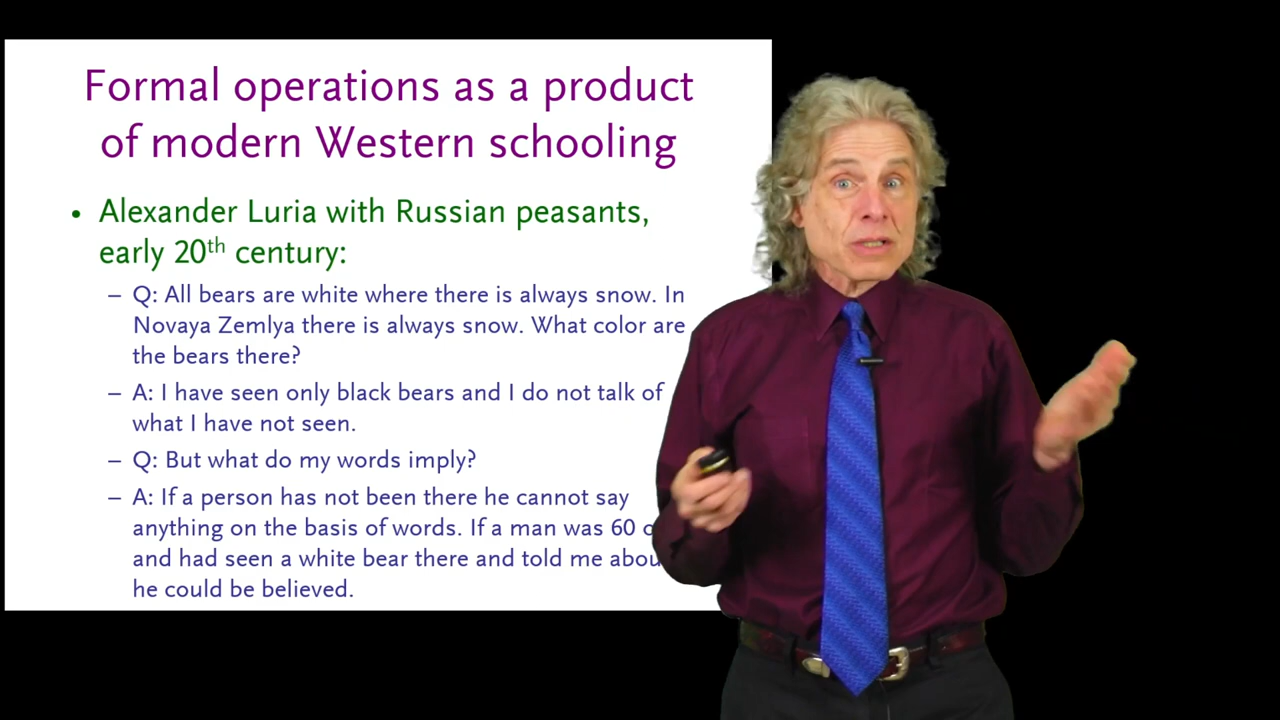 Formal operations as a product
of modern Western schooling
• Alexander Luria with Russian peasants,
early 20th century:
– Q: All bears are white where there is always snow. In
Novaya Zemlya there is always snow. What color are
the bears there?
– A: I have seen only black bears and I do not talk of
what I have not seen.
– Q: But what do my words imply?
– A: If a person has not been there he cannot say
anything on the basis of words. If a man was 60
and had seen a white bear there and told me
he could be believed.